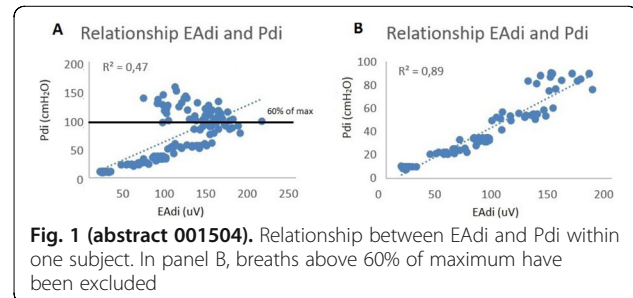 A Relationship EAdi and Pdi
R² = 0,47
Pdi (cmH2O)
200
150
100
50
0
60% of max
50 100 150 200 250
EAdi (uV)
B Relationship EAdi and Pdi
R² = 0,89
Pdi (cmH2O)
100
80
60
40
20
0
0 50 100 150 200
EAdi (uV)
Fig. 1 (abstract 001504). Relationship between EAdi and Pdi within
one subject. In panel B, breaths above 60% of maximum have
been excluded